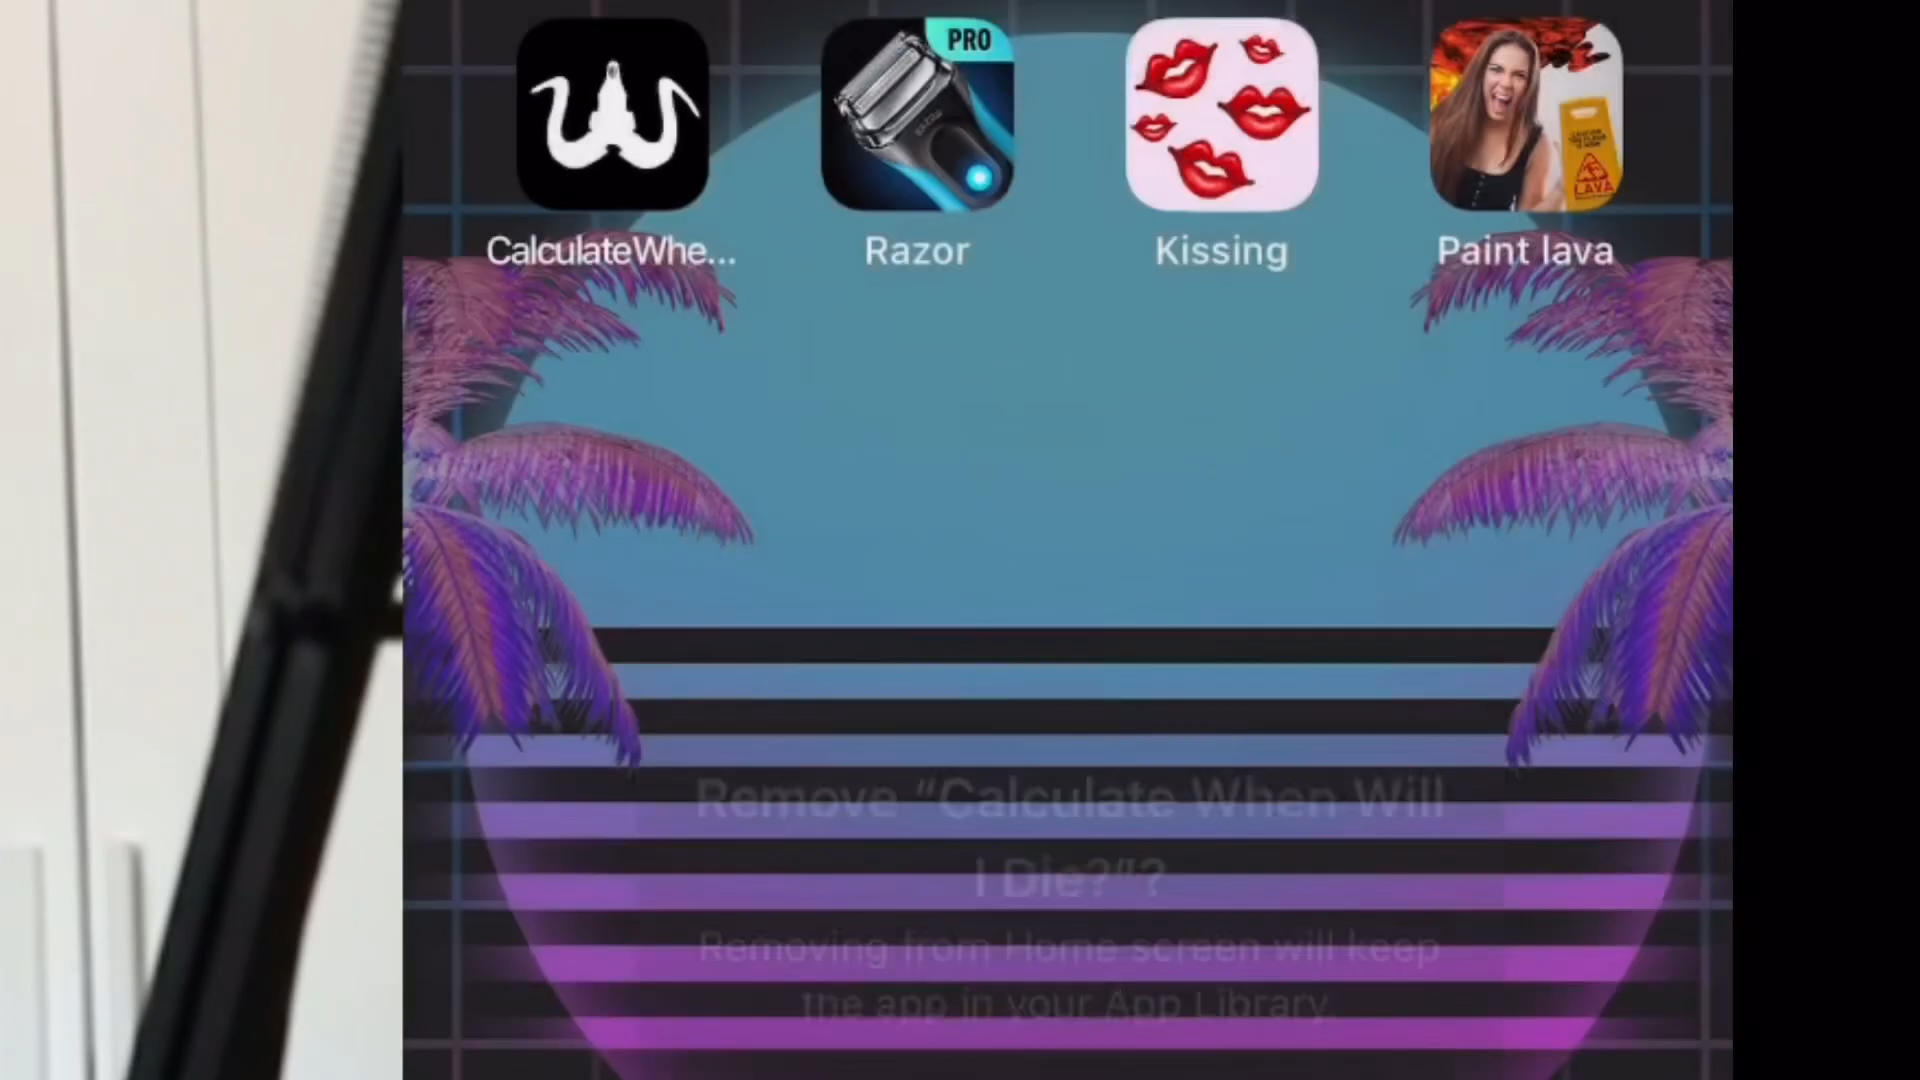 PRO
LAVA
CalculateWhe...
Razor
Kissing
Paint lava
Remove “Calculate When Will
I Die?”?
Removing from Home screen will keep
the app in your App Library.